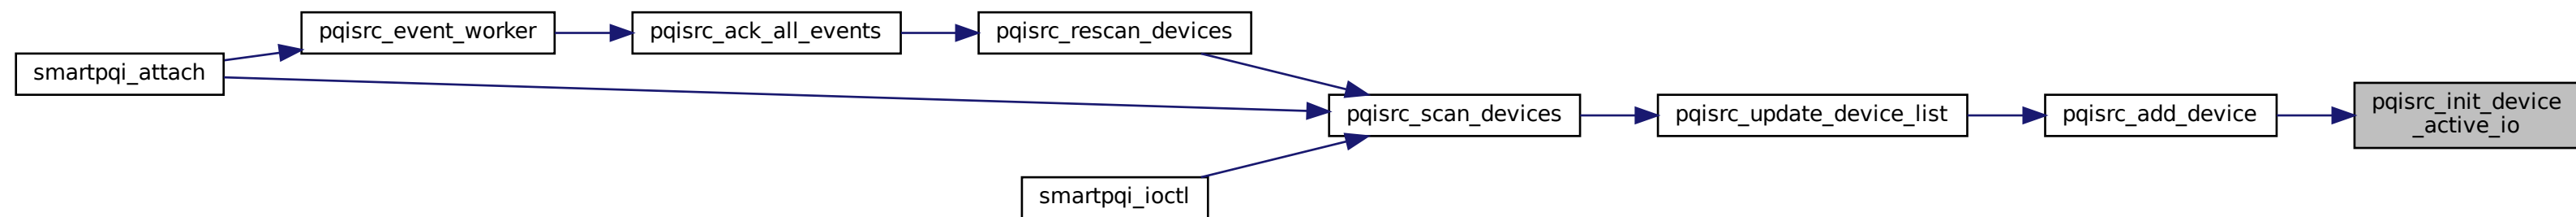 smartpqi_attach
pqisrc_event_worker
pqisrc_ack_all_events
pqisrc_rescan_devices
smartpqi_ioctl
pqisrc_scan_devices
pqisrc_update_device_list
pqisrc_add_device
pqisrc_init_device
_active_io